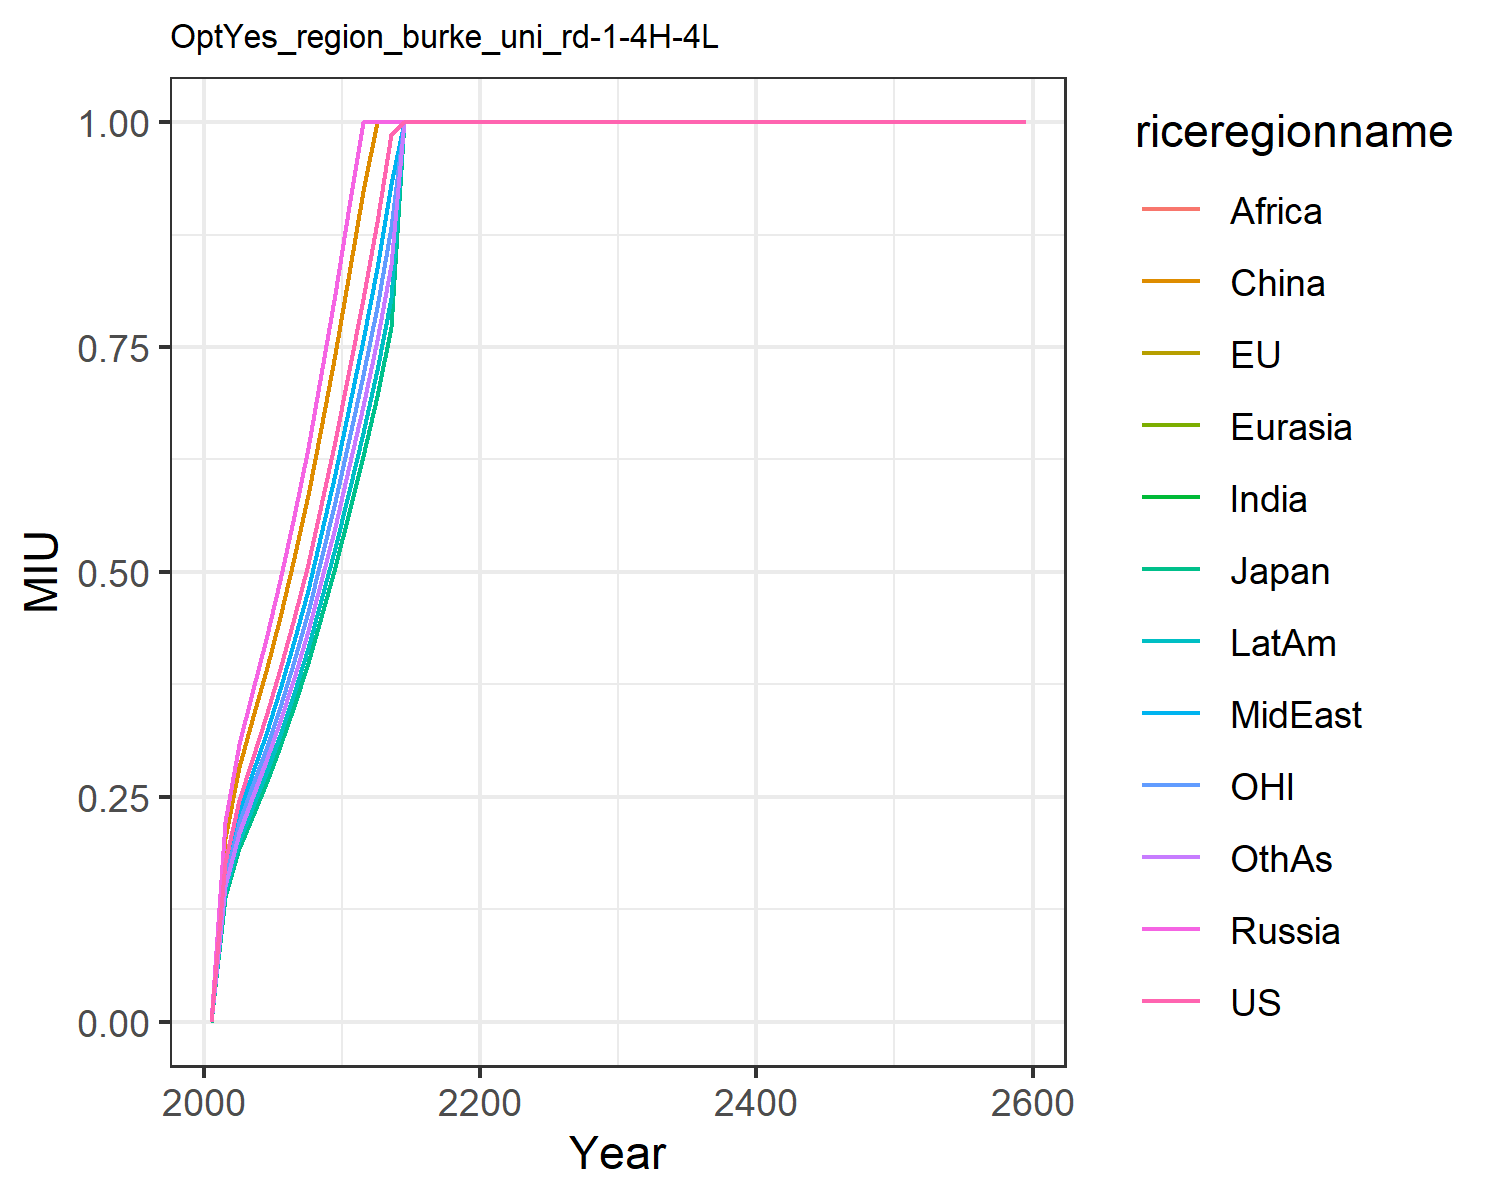 OptYes_region_burke_uni_rd-1-4H-4L
1.00
0.75
0.50
0.25
0.00
MIU
2000
2200
2400
2600
Year
riceregionname
Africa
China
EU
Eurasia
India
Japan
LatAm
MidEast
OHI
OthAs
Russia
US